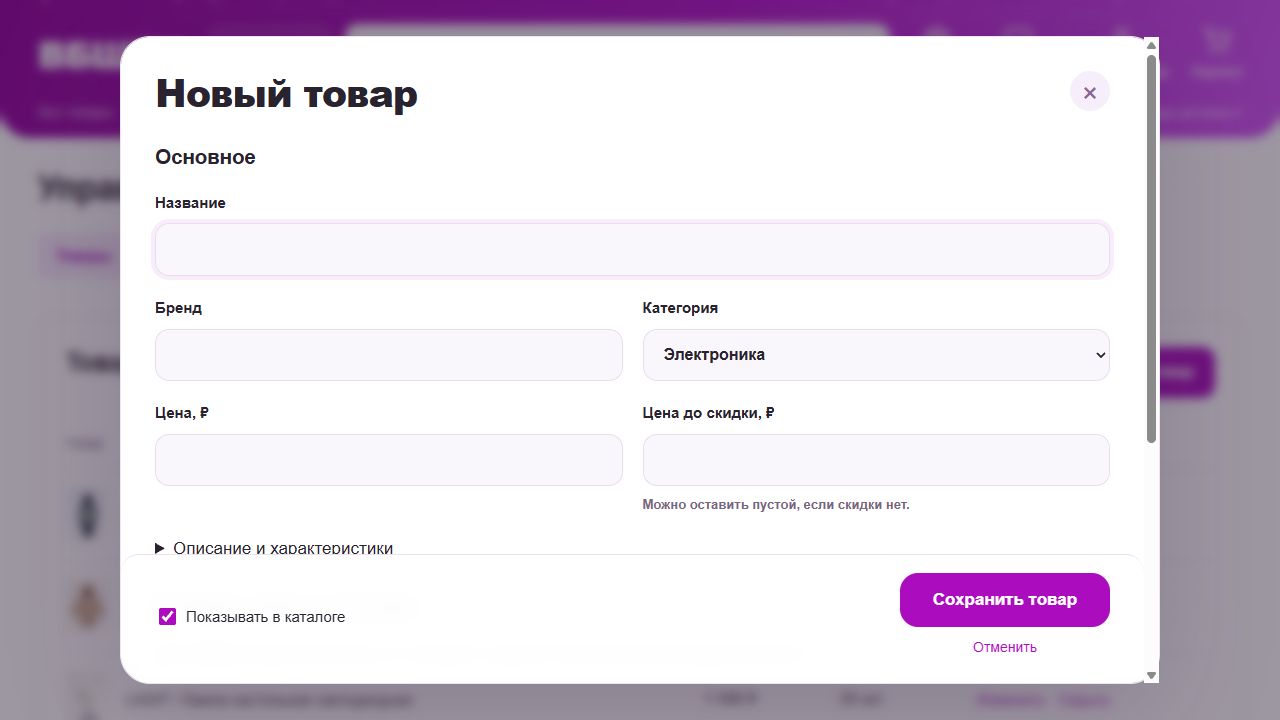 Новый товар
Основное
Название
Бренд
Категория
Электроника
Цена, ₽
Цена до скидки, ₽
Можно оставить пустой, если скидки нет.
Описание и характеристики
Показывать в каталоге
Сохранить товар
Отменить